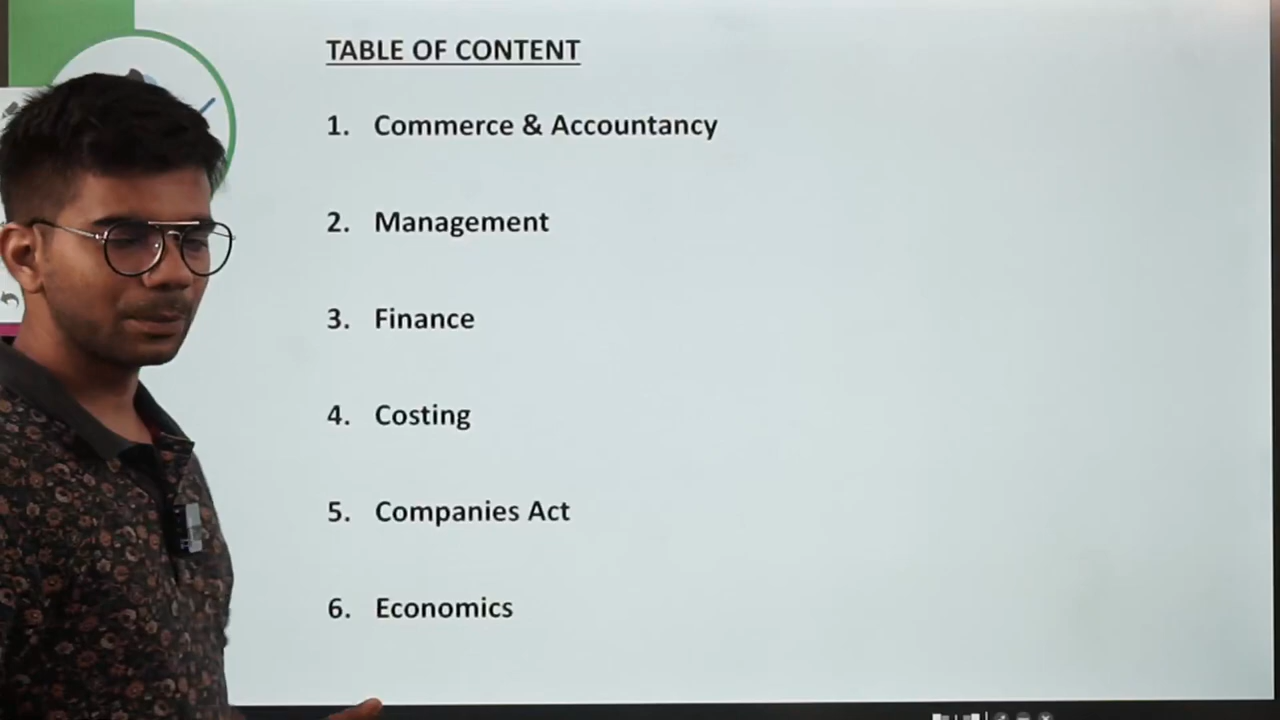 TABLE OF CONTENT
1. Commerce & Accountancy
2. Management
3. Finance
4. Costing
5. Companies Act
6. Economics